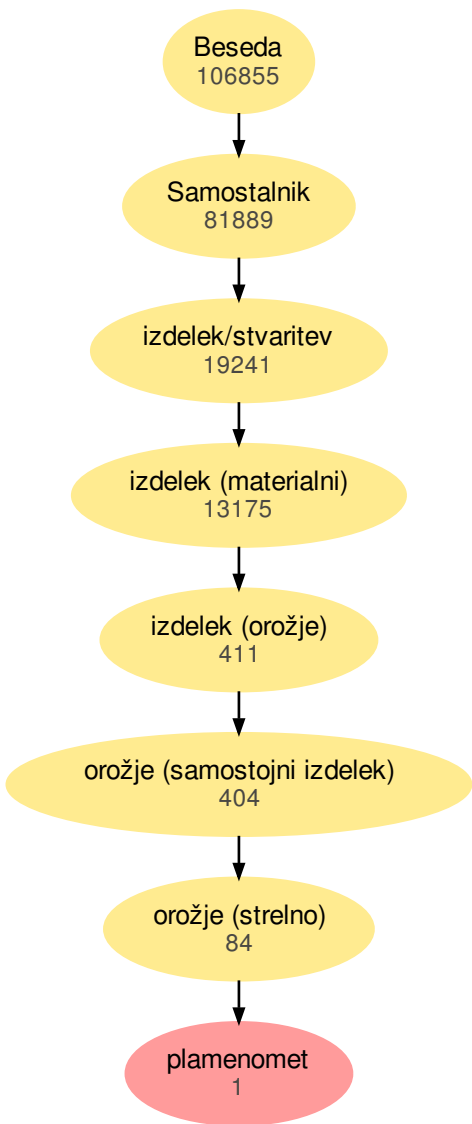 Beseda
106855
Samostalnik
81889
izdelek/stvaritev
19241
izdelek (materialni)
13175
izdelek (orožje)
411
orožje (samostojni izdelek)
404
orožje (strelno)
84
plamenomet
1